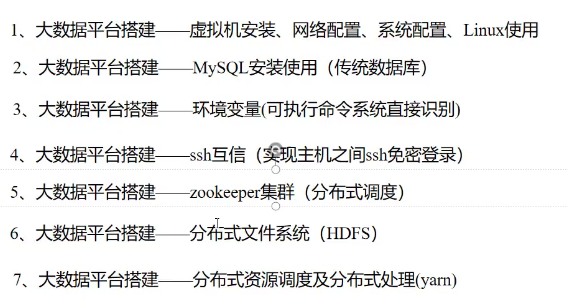 1、大数据平台搭建——虚拟机安装、网络配置、系统配置、Linux使用
2、大数据平台搭建——MySQL安装使用（传统数据库）
3、大数据平台搭建——环境变量(可执行命令系统直接识别)
4、大数据平台搭建——ssh互信（实现主机之间ssh免密登录）
5、大数据平台搭建——zookeeper集群（分布式调度）
6、大数据平台搭建——分布式文件系统（HDFS）
7、大数据平台搭建——分布式资源调度及分布式处理(yarn)